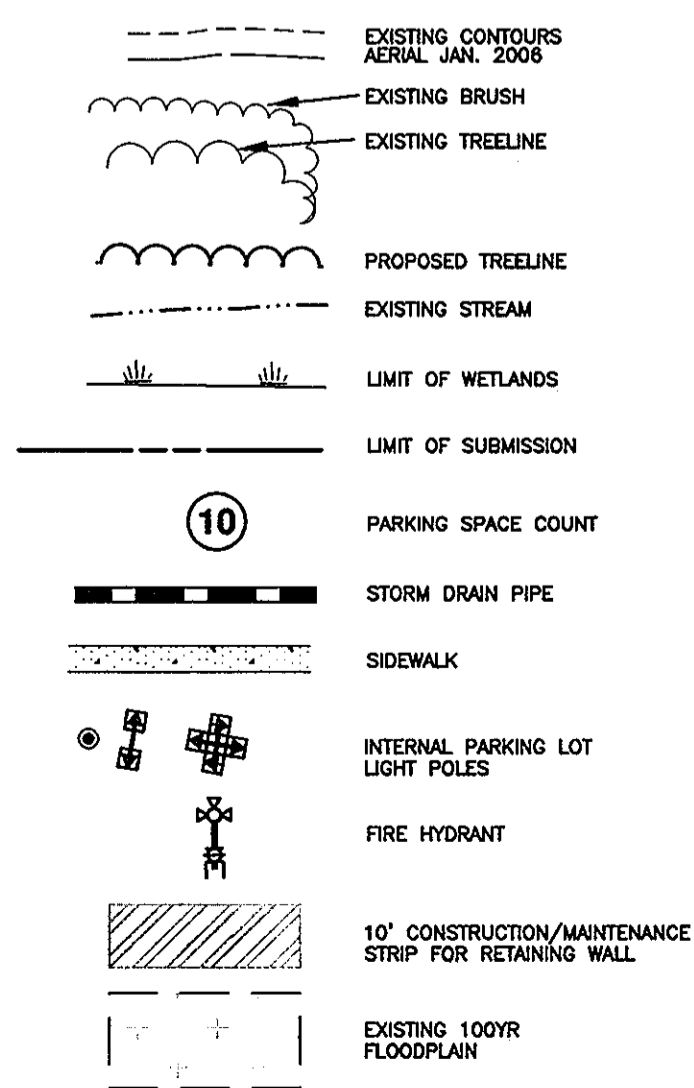 EXISTING CONTOURS
AERIAL JAN. 2006
EXISTING BRUSH
EXISTING TREELINE
PROPOSED TREELINE
EXISTING STREAM
LIMIT OF WETLANDS
LIMIT OF SUBMISSION
10
PARKING SPACE COUNT
STORM DRAIN PIPE
SIDEWALK
INTERNAL PARKING LOT
LIGHT POLES
FIRE HYDRANT
10' CONSTRUCTION/MAINTENANCE
STRIP FOR RETAINING WALL
EXISTING 100YR
FLOODPLAIN